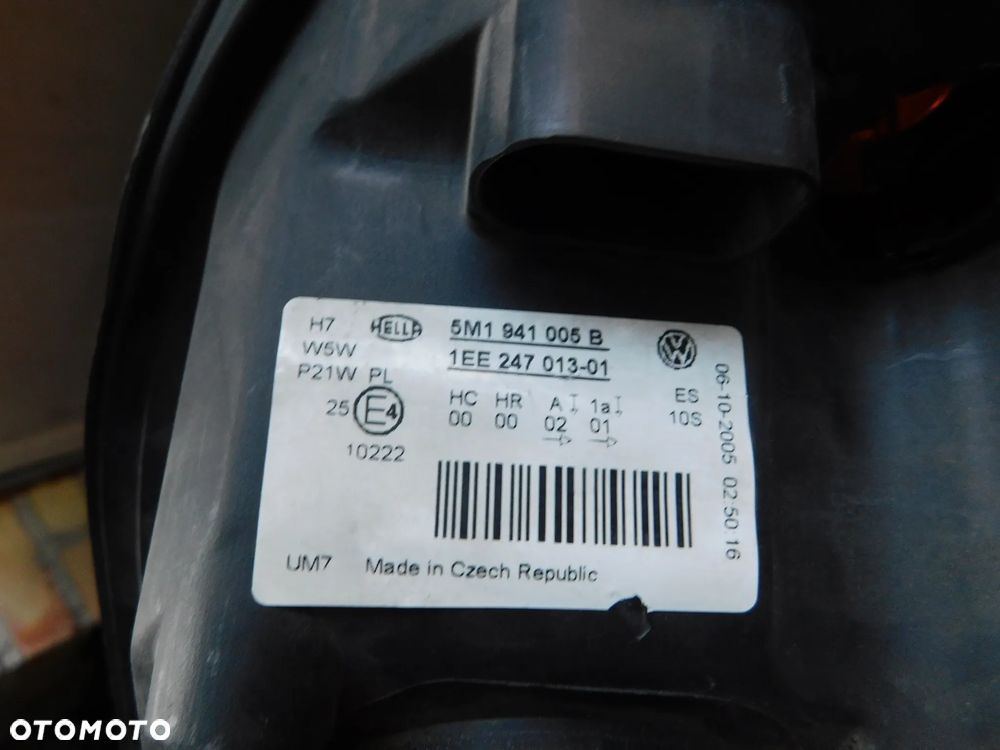 H7 HELLA 5M1 941 005 B
W5W 1EE 247 013-01
P21W PL
HC HR A 1a ES
25 E4 00 00 02 01 10S
10222
06-10-2005 02:50:16
UM7 Made in Czech Republic
OTOMOTO